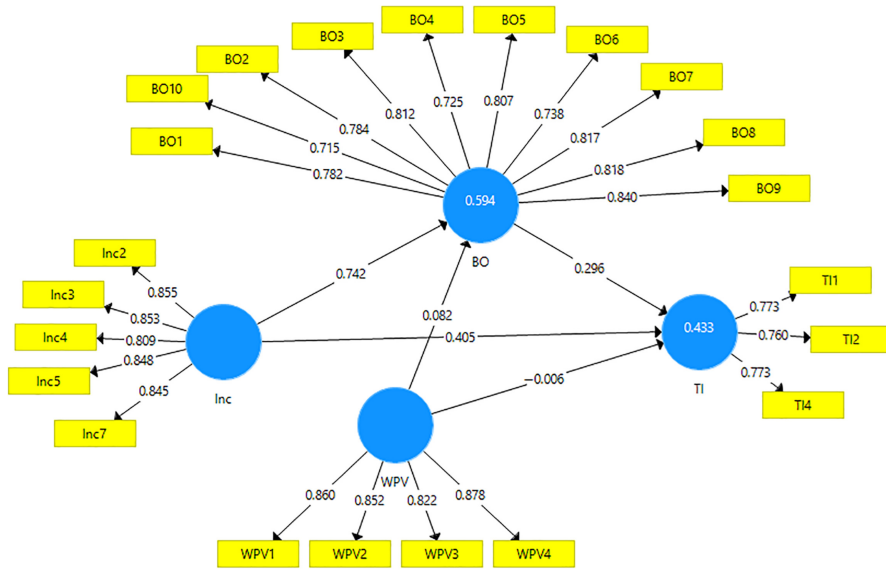 BO4
BO5
BO3
BO6
BO2
BO7
BO10
BO8
BO1
BO9
0.725
0.807
0.812
0.738
0.784
0.817
0.715
0.818
0.782
0.840
0.594
BO
Inc2
0.742
0.296
Inc3
0.855
TI1
0.853
0.082
0.773
Inc4
0.809
0.405
0.433
0.760
TI2
0.848
Inc5
0.773
0.845
-0.006
Inc
TI
TI4
Inc7
WPV
0.860
0.852
0.822
0.878
WPV1
WPV2
WPV3
WPV4